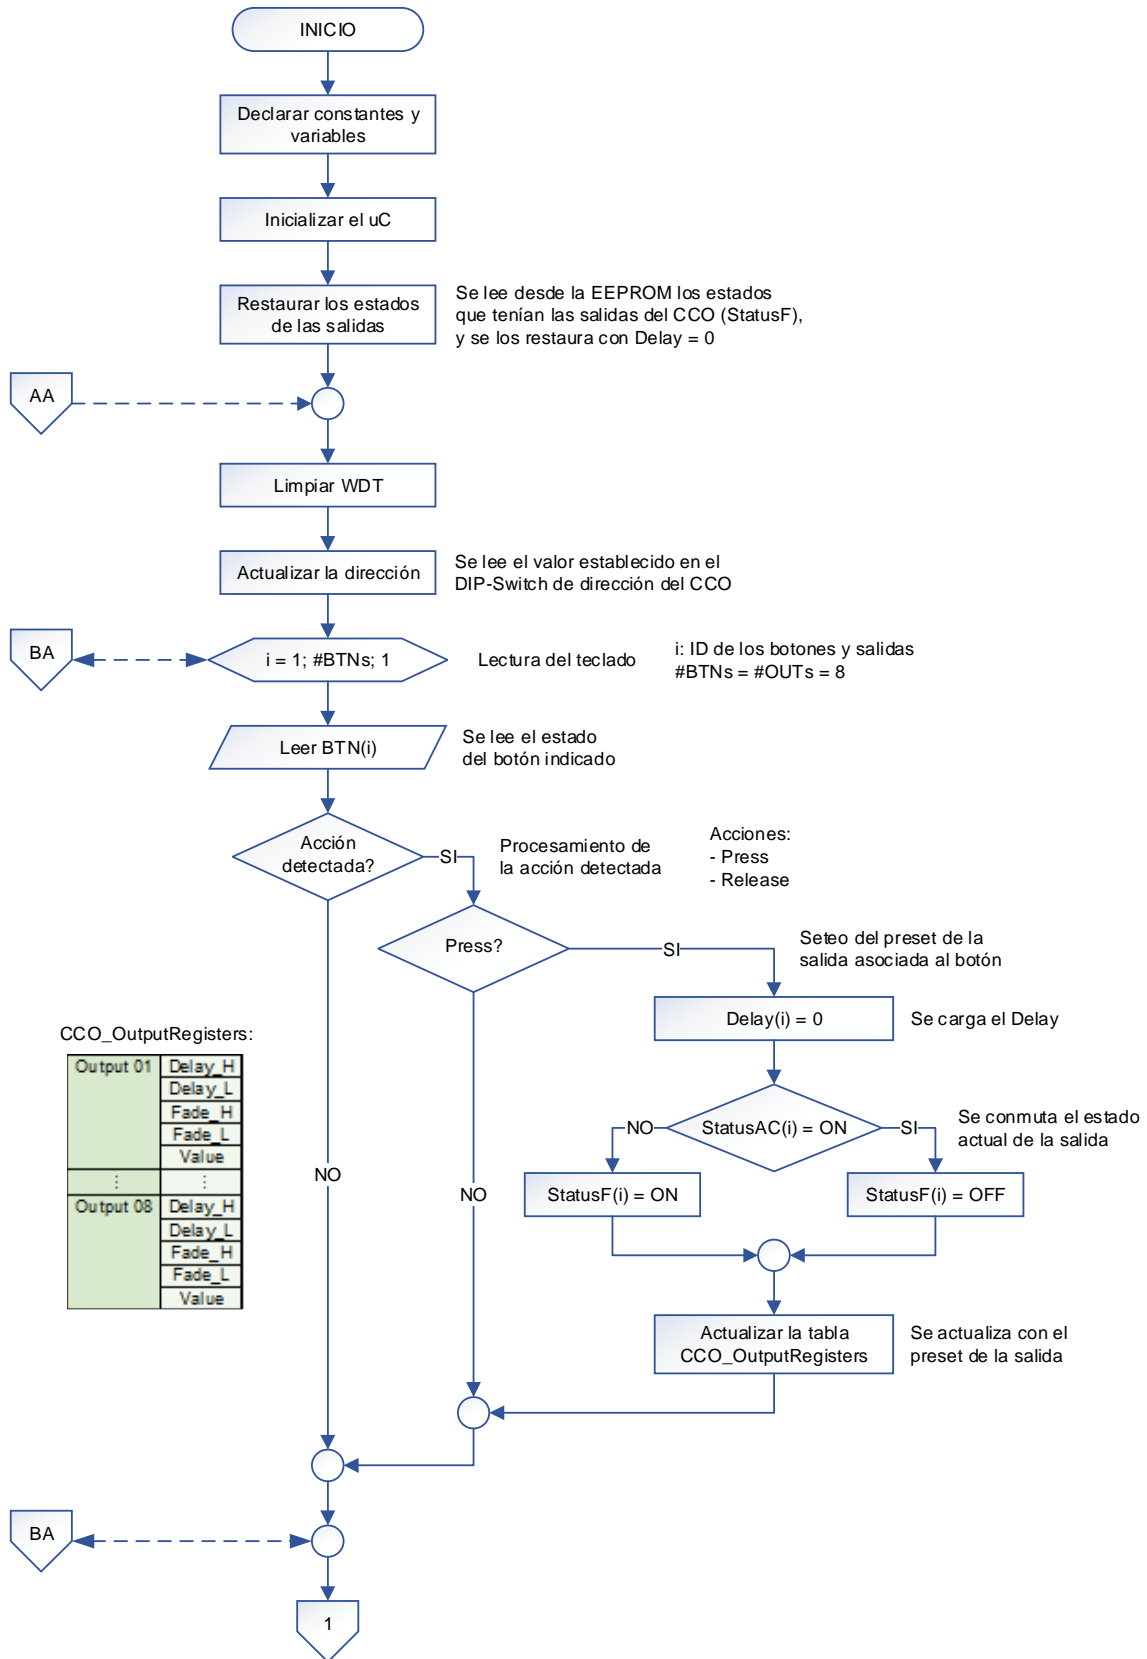 INICIO
Declarar constantes y
variables
Inicializar el uC
Restaurar los estados
de las salidas
Se lee desde la EEPROM los estados
que tenían las salidas del CCO (StatusF),
y se los restaura con Delay = 0
AA
Limpiar WDT
Actualizar la dirección
Se lee el valor establecido en el
DIP-Switch de dirección del CCO
BA
i = 1; #BTNs; 1
Lectura del teclado
i: ID de los botones y salidas
#BTNs = #OUTs = 8
Leer BTN(i)
Se lee el estado
del botón indicado
Acción
detectada?
SI
Procesamiento de
la acción detectada
Acciones:
- Press
- Release
Press?
SI
Seteo del preset de la
salida asociada al botón
Delay(i) = 0
Se carga el Delay
StatusAC(i) = ON
NO
SI
Se conmuta el estado
actual de la salida
StatusF(i) = ON
StatusF(i) = OFF
CCO_OutputRegisters:
Output 01
Delay_H
Delay_L
Fade_H
Fade_L
Value
⋮
⋮
Output 08
Delay_H
Delay_L
Fade_H
Fade_L
Value
NO
NO
Actualizar la tabla
CCO_OutputRegisters
Se actualiza con el
preset de la salida
BA
1